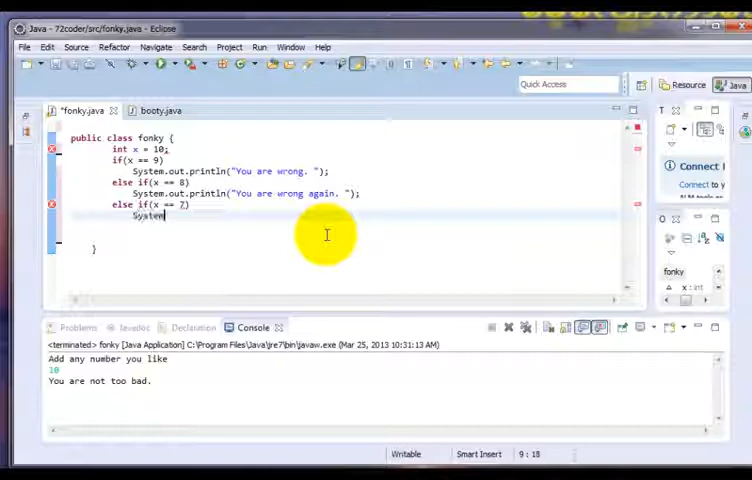 Java - 72coder/src/fonky.java - Eclipse
File Edit Source Refactor Navigate Search Project Run Window Help
Quick Access
Resource Java
*fonky.java booty.java
T
public class fonky {
int x = 10;
if(x == 9)
System.out.println("You are wrong. ");
else if(x == 8)
System.out.println("You are wrong again. ");
else if(x == 7)
System
}
Connect
Connect to
O
fonky
x : int
Problems Javadoc Declaration Console
<terminated> fonky [Java Application] C:\Program Files\Java\jre7\bin\javaw.exe (Mar 25, 2013 10:31:13 AM)
Add any number you like
10
You are not too bad.
Writable Smart Insert 9 : 18